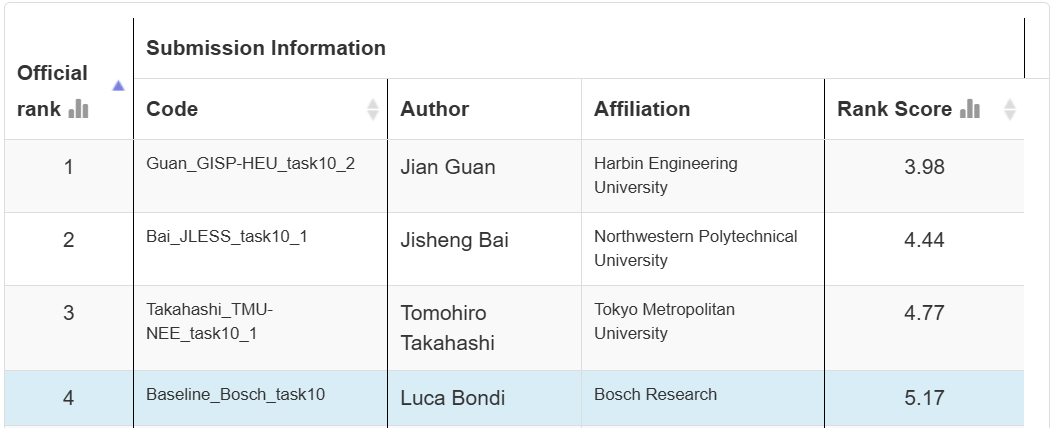 Submission Information
Official
rank
Code
Author
Affiliation
Rank Score
1
Guan_GISP-HEU_task10_2
Jian Guan
Harbin Engineering
University
3.98
2
Bai_JLESS_task10_1
Jisheng Bai
Northwestern Polytechnical
University
4.44
3
Takahashi_TMU-
NEE_task10_1
Tomohiro
Takahashi
Tokyo Metropolitan
University
4.77
4
Baseline_Bosch_task10
Luca Bondi
Bosch Research
5.17